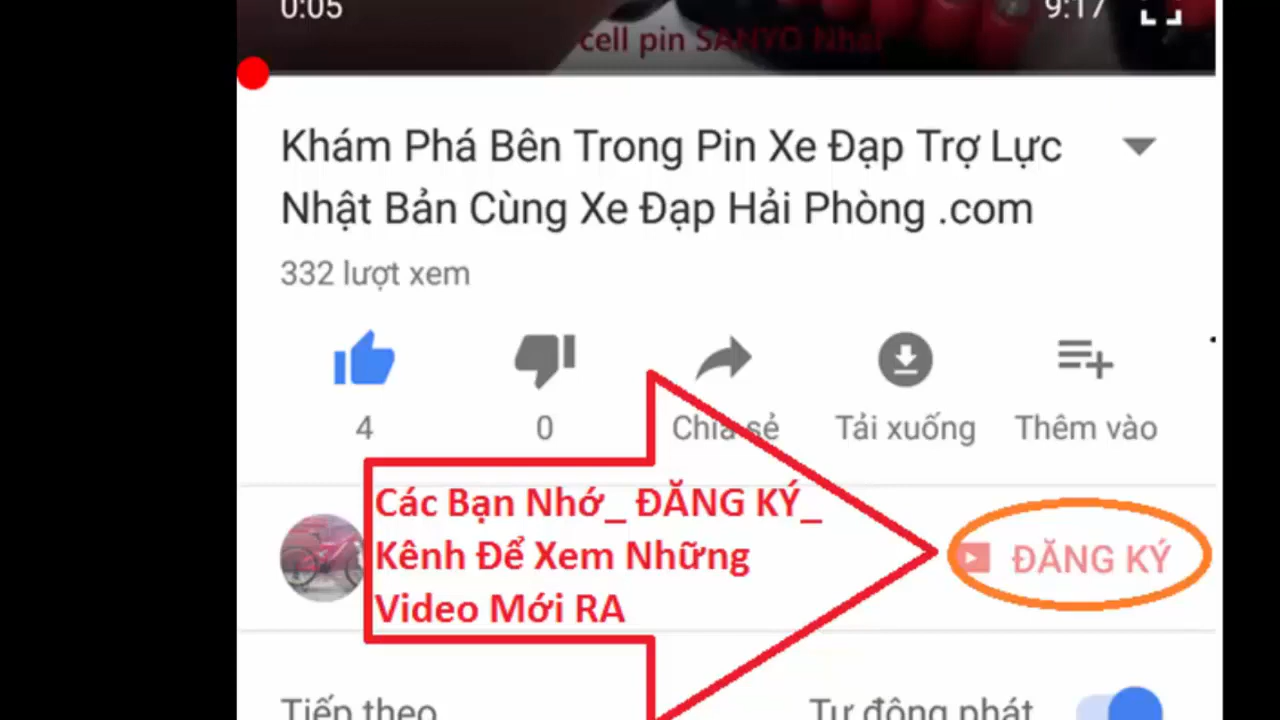 0:05 9:17
cell pin SANYO Nhật
Khám Phá Bên Trong Pin Xe Đạp Trợ Lực
Nhật Bản Cùng Xe Đạp Hải Phòng .com
332 lượt xem
4 0 Chia sẻ Tải xuống Thêm vào
Các Bạn Nhớ_ ĐĂNG KÝ_
Kênh Để Xem Những
Video Mới RA
ĐĂNG KÝ
Tiếp theo Tự động phát